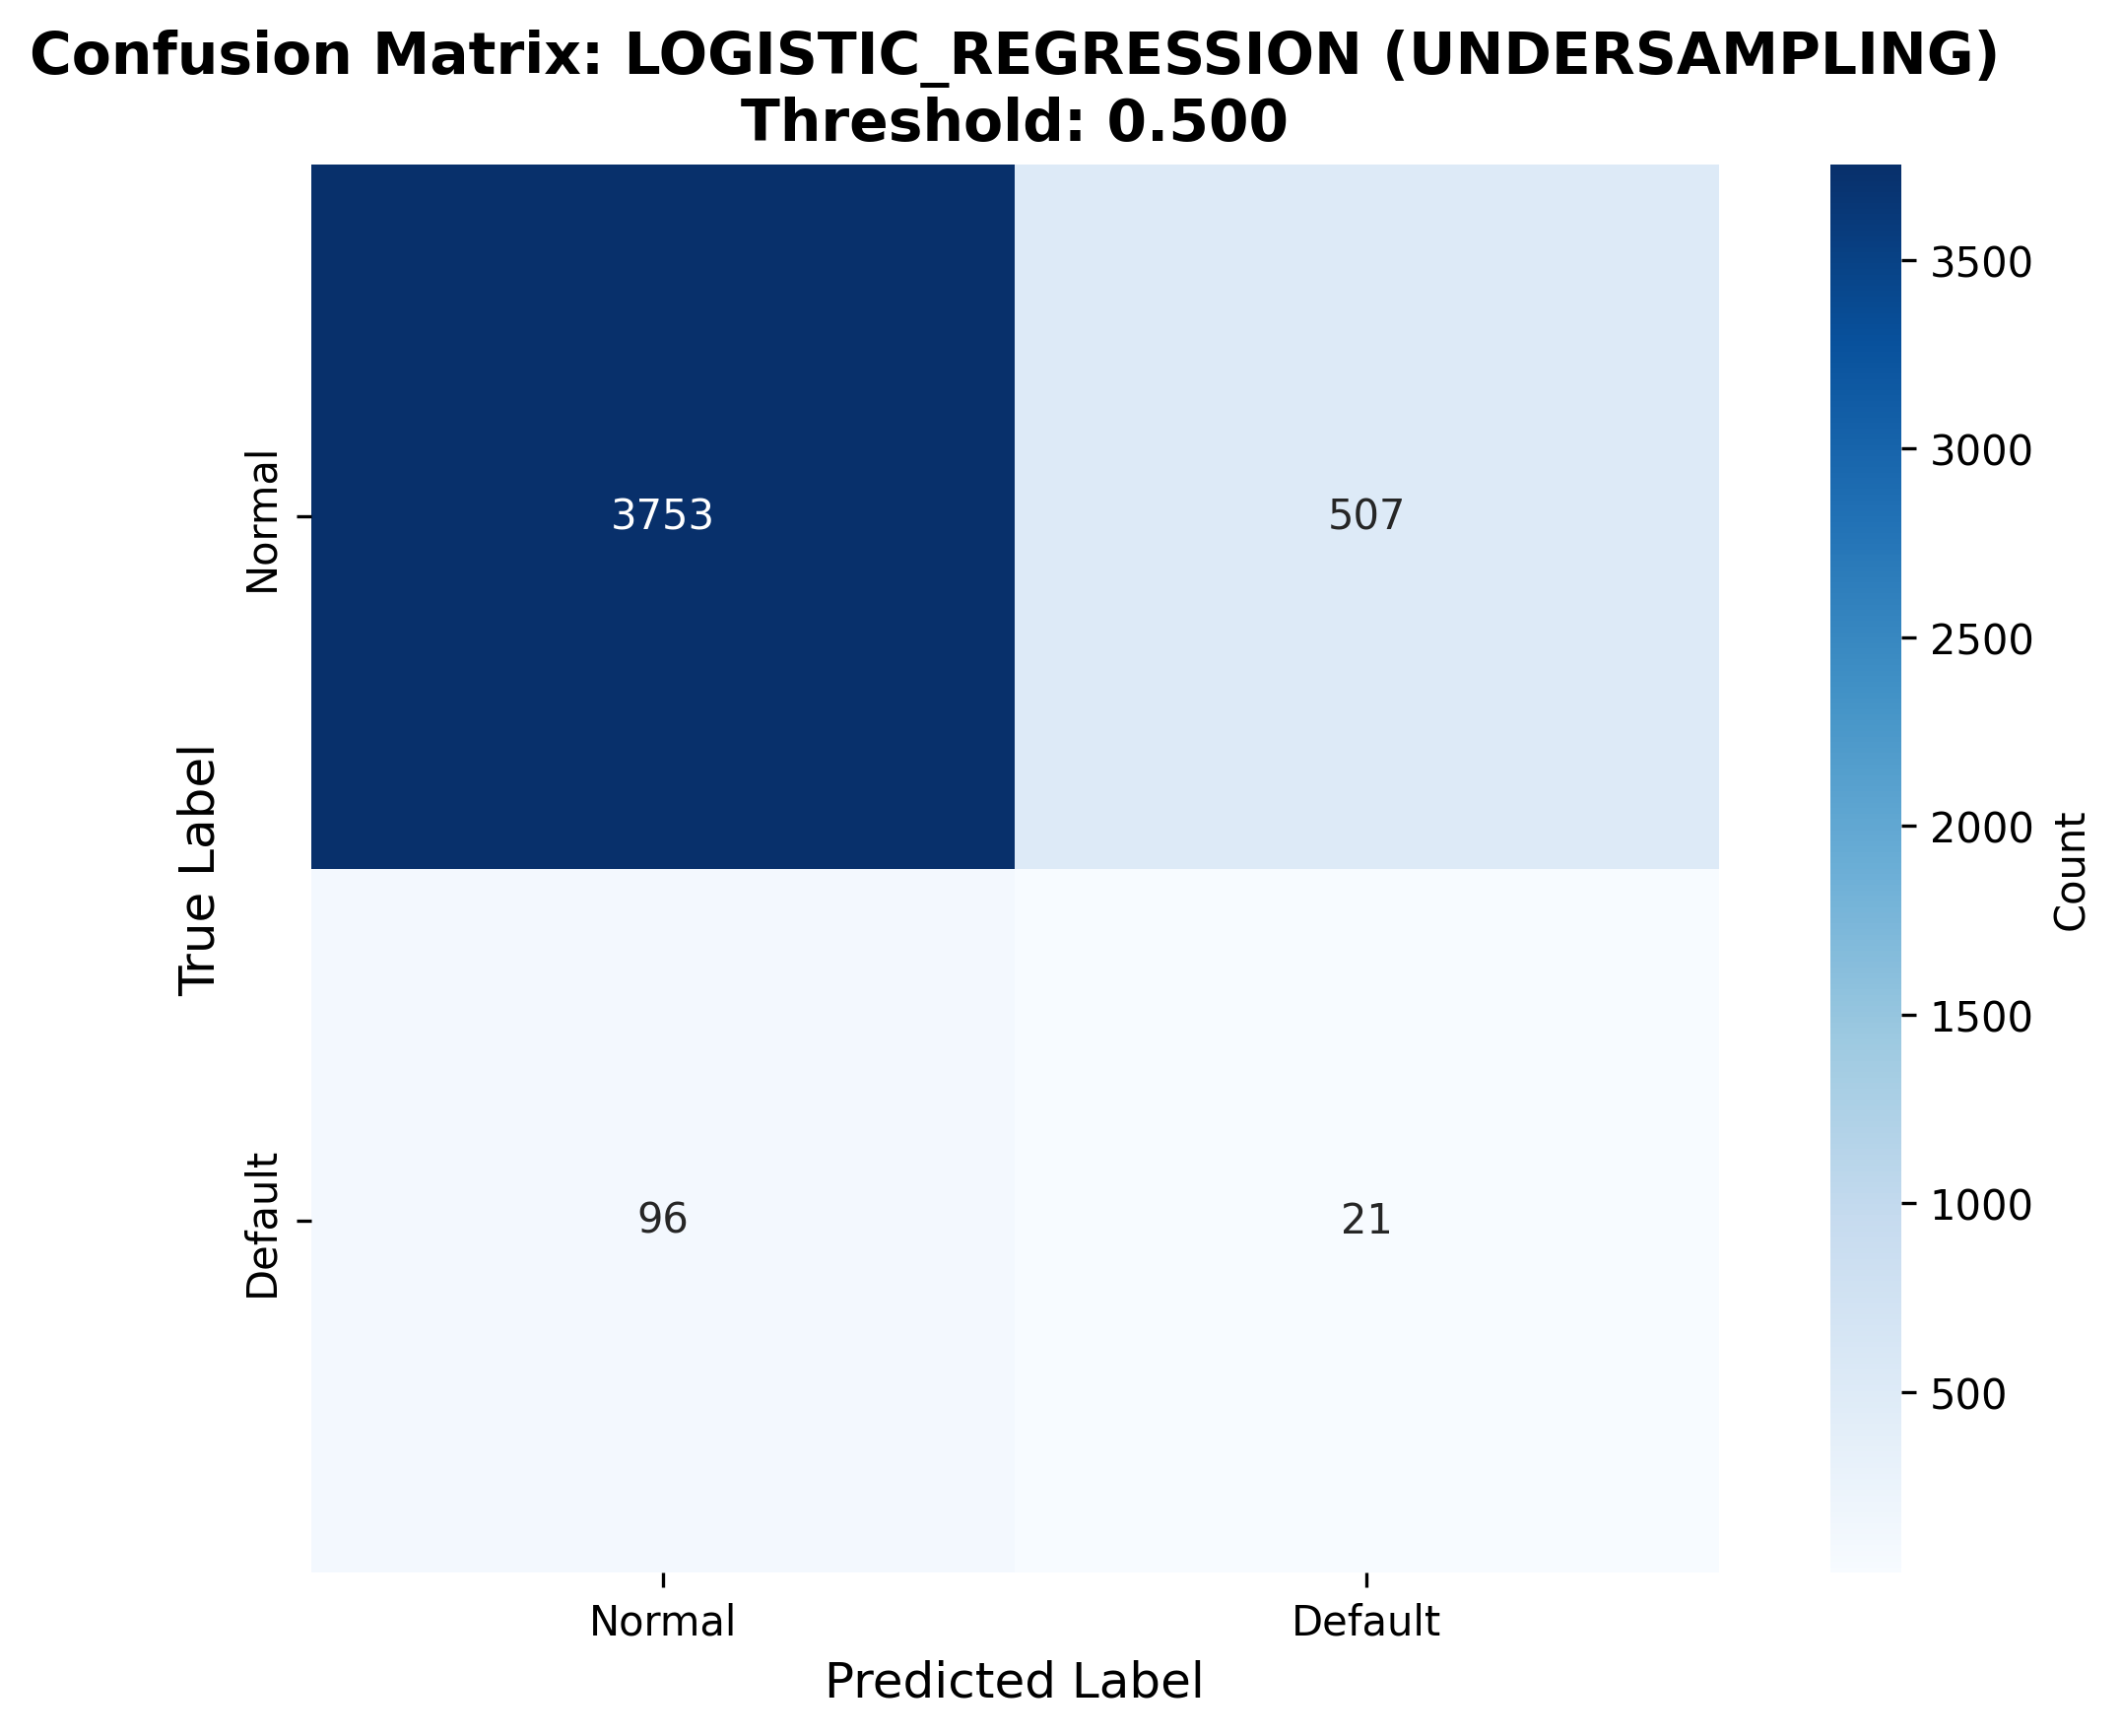 Confusion Matrix: LOGISTIC_REGRESSION (UNDERSAMPLING)
Threshold: 0.500
True Label
Normal
3753
507
Default
96
21
Normal
Default
Predicted Label
3500
3000
2500
2000
1500
1000
500
Count